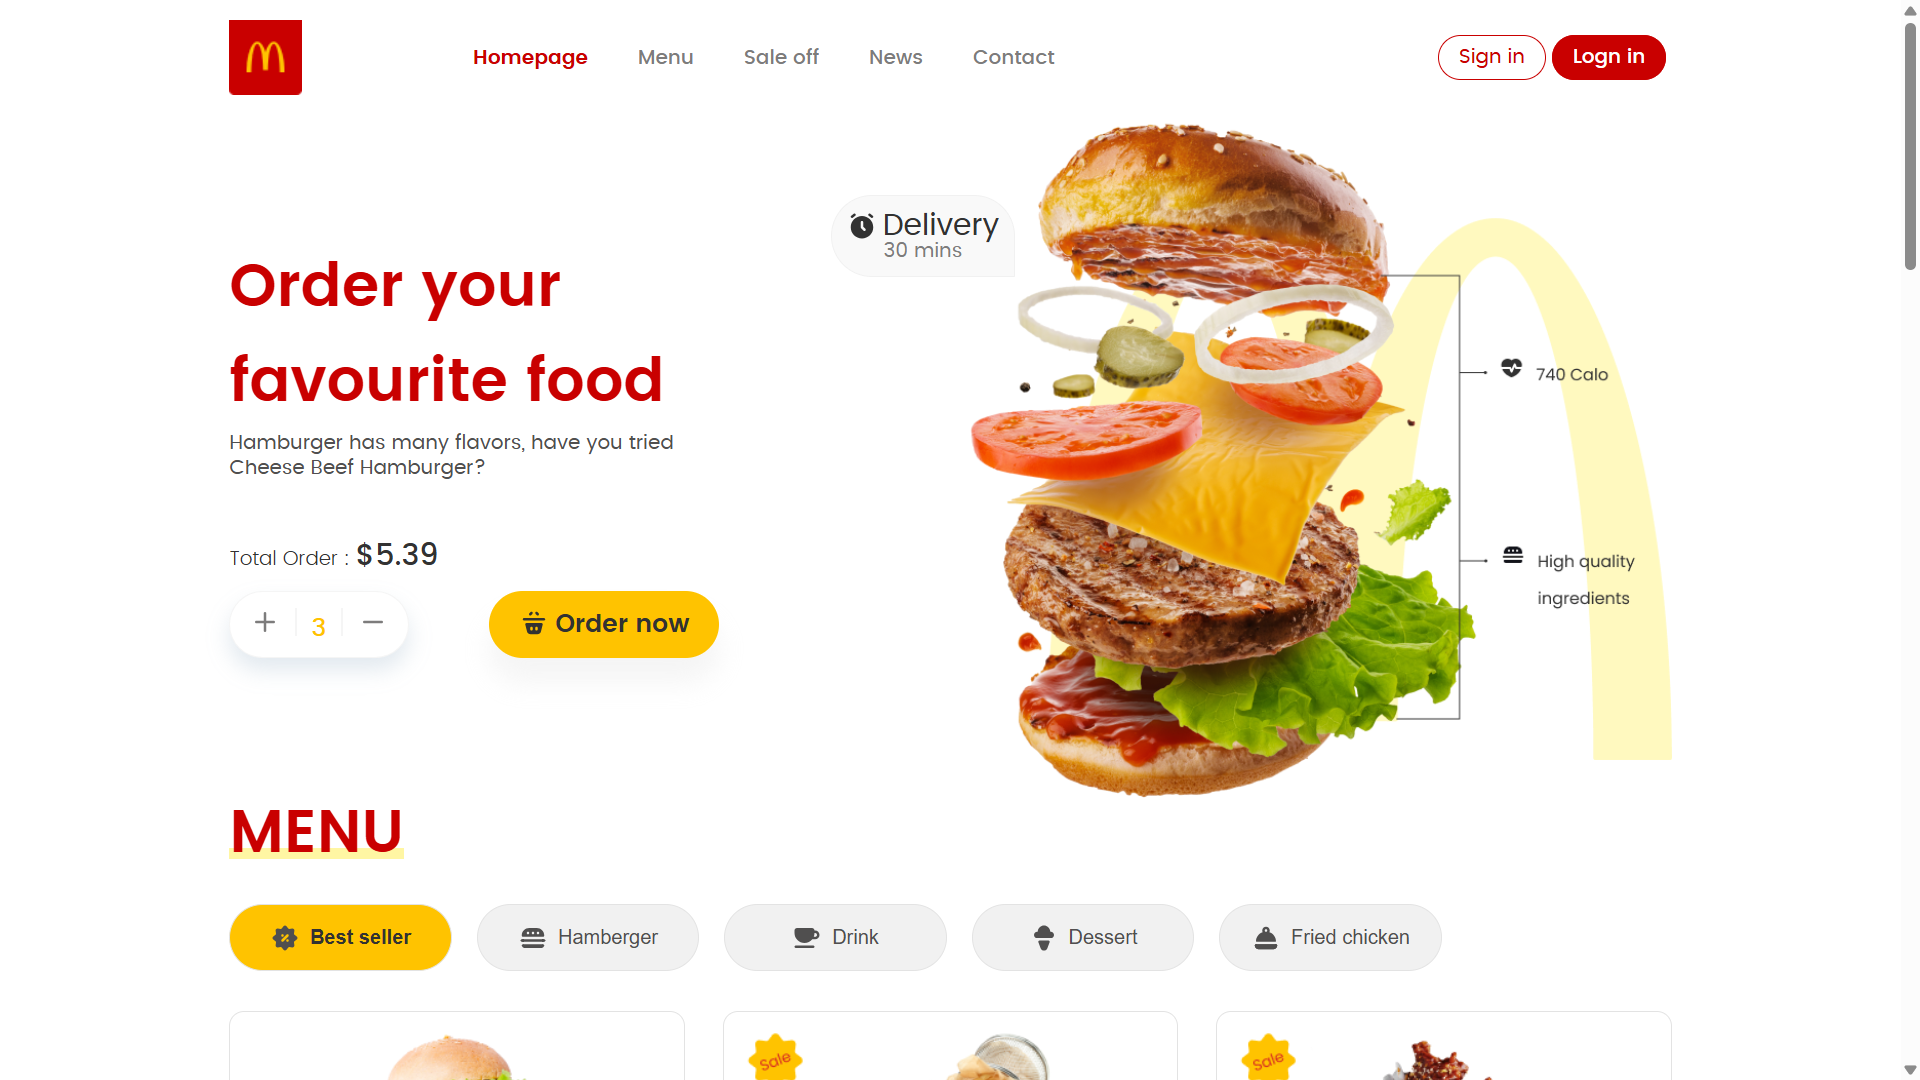 Homepage
Menu
Sale off
News
Contact
Sign in
Logn in
Delivery
30 mins
Order your
favourite food
Hamburger has many flavors, have you tried
Cheese Beef Hamburger?
740 Calo
High quality
ingredients
Total Order : $5.39
3
Order now
MENU
Best seller
Hamberger
Drink
Dessert
Fried chicken
Sale
Sale